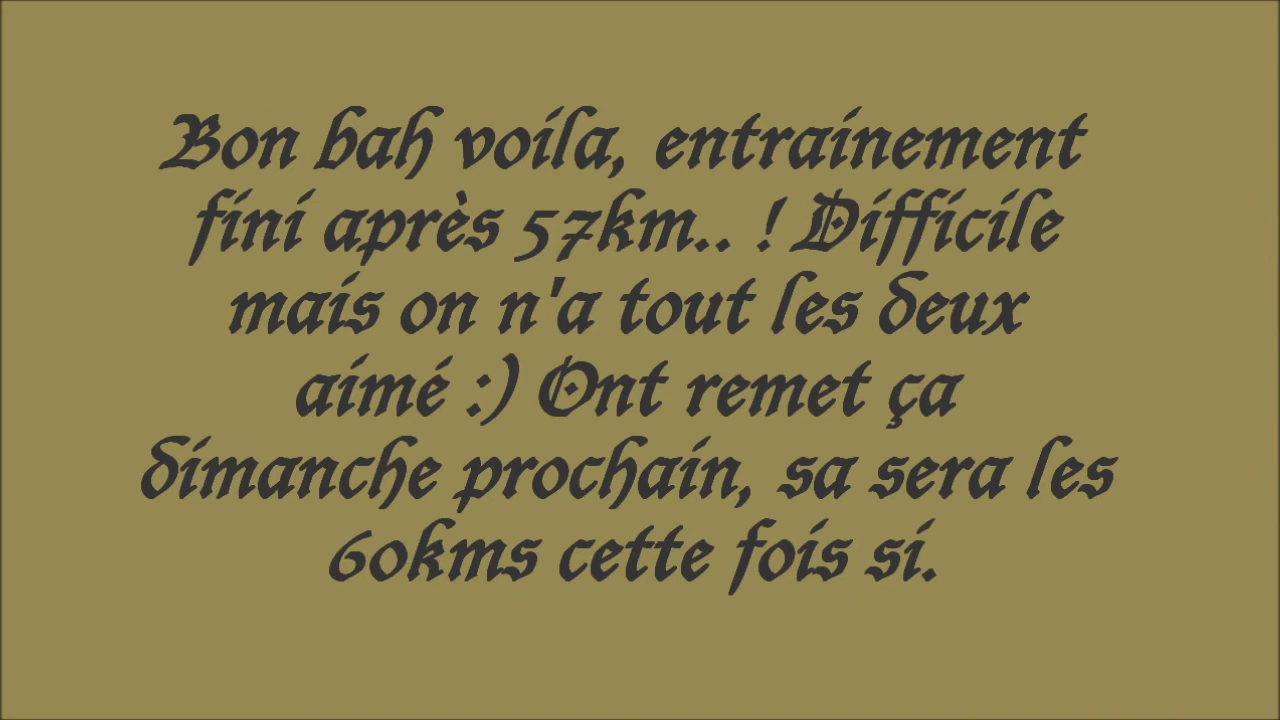 Bon bah voila, entrainement
fini après 57km.. ! Difficile
mais on n'a tout les deux
aimé :) Ont remet ça
dimanche prochain, sa sera les
60kms cette fois si.